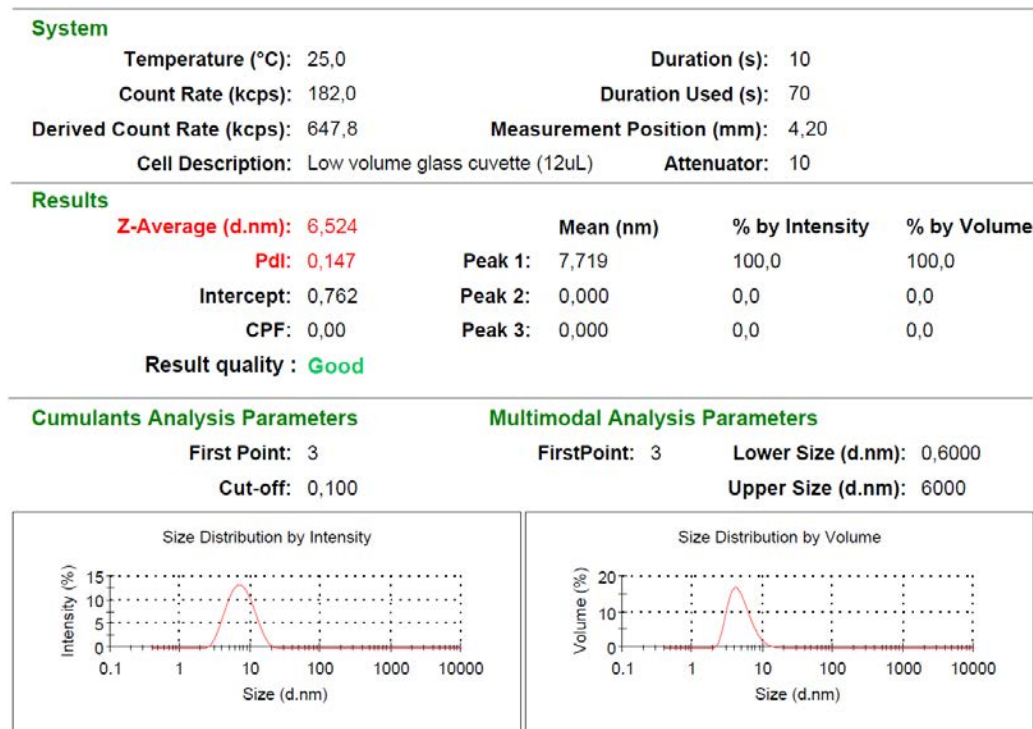 System
Temperature (°C): 25,0 Duration (s): 10
Count Rate (kcps): 182,0 Duration Used (s): 70
Derived Count Rate (kcps): 647,8 Measurement Position (mm): 4,20
Cell Description: Low volume glass cuvette (12uL) Attenuator: 10
Results
Z-Average (d.nm): 6,524 Mean (nm) % by Intensity % by Volume
PdI: 0,147 Peak 1: 7,719 100,0 100,0
Intercept: 0,762 Peak 2: 0,000 0,0 0,0
CPF: 0,00 Peak 3: 0,000 0,0 0,0
Result quality : Good
Cumulants Analysis Parameters Multimodal Analysis Parameters
First Point: 3 FirstPoint: 3 Lower Size (d.nm): 0,6000
Cut-off: 0,100 Upper Size (d.nm): 6000
Size Distribution by Intensity
Intensity (%)
15
10
5
0
0.1 1 10 100 1000 10000
Size (d.nm)
Size Distribution by Volume
Volume (%)
20
10
0
0.1 1 10 100 1000 10000
Size (d.nm)